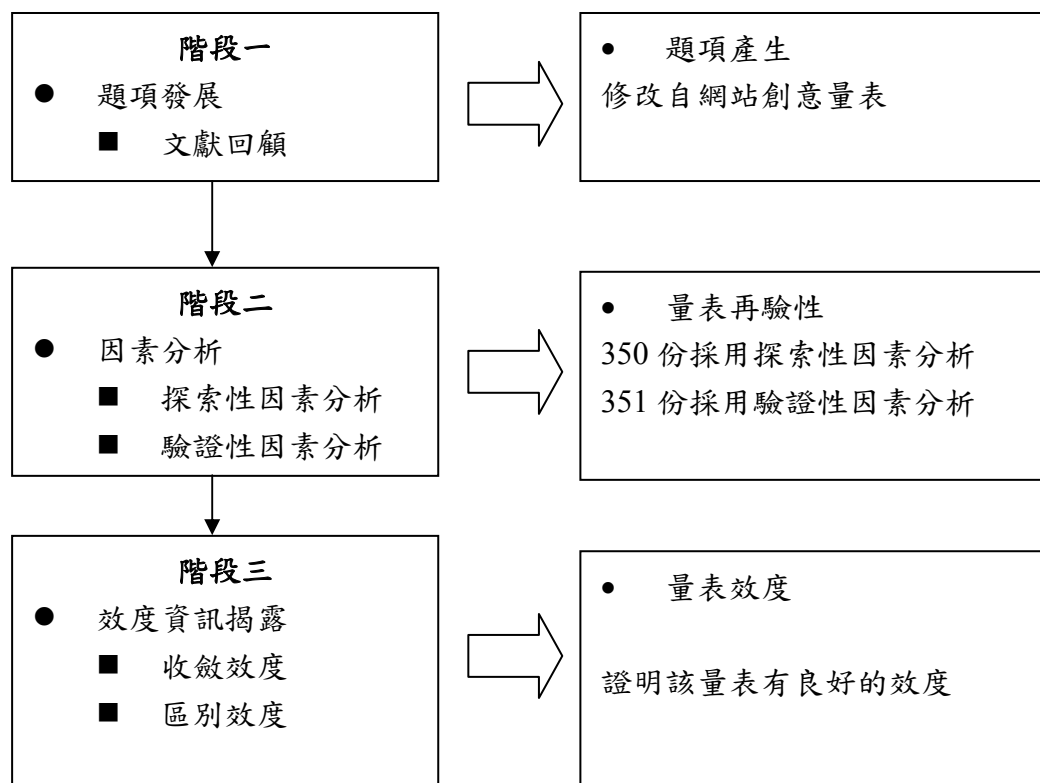 階段一
● 題項發展
■ 文獻回顧
• 題項產生
修改自網站創意量表
階段二
● 因素分析
■ 探索性因素分析
■ 驗證性因素分析
• 量表再驗性
350 份採用探索性因素分析
351 份採用驗證性因素分析
階段三
● 效度資訊揭露
■ 收斂效度
■ 區別效度
• 量表效度
證明該量表有良好的效度